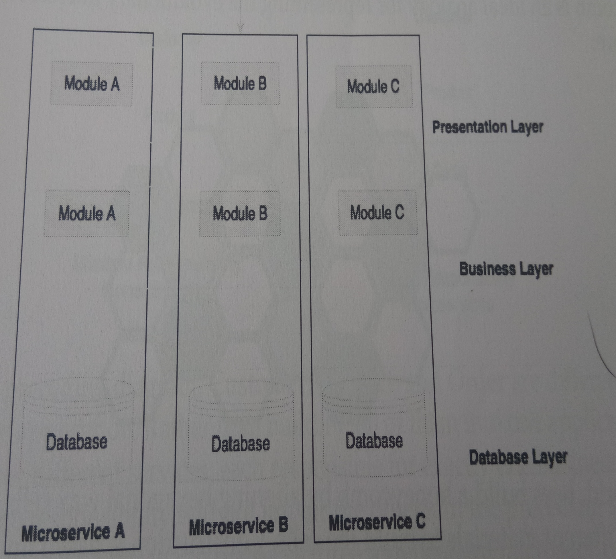 Module A
Module B
Module C
Presentation Layer
Module A
Module B
Module C
Business Layer
Database
Database
Database
Database Layer
Microservice A
Microservice B
Microservice C